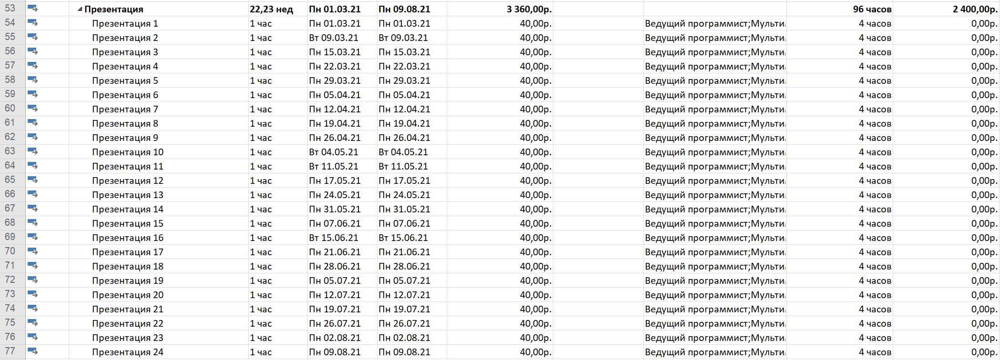 53 Презентация 22,23 нед Пн 01.03.21 Пн 09.08.21 3 360,00р. 96 часов 2 400,00р.
54 Презентация 1 1 час Пн 01.03.21 Пн 01.03.21 40,00р. Ведущий программист;Мульти 4 часов 0,00р.
55 Презентация 2 1 час Вт 09.03.21 Вт 09.03.21 40,00р. Ведущий программист;Мульти 4 часов 0,00р.
56 Презентация 3 1 час Пн 15.03.21 Пн 15.03.21 40,00р. Ведущий программист;Мульти 4 часов 0,00р.
57 Презентация 4 1 час Пн 22.03.21 Пн 22.03.21 40,00р. Ведущий программист;Мульти 4 часов 0,00р.
58 Презентация 5 1 час Пн 29.03.21 Пн 29.03.21 40,00р. Ведущий программист;Мульти 4 часов 0,00р.
59 Презентация 6 1 час Пн 05.04.21 Пн 05.04.21 40,00р. Ведущий программист;Мульти 4 часов 0,00р.
60 Презентация 7 1 час Пн 12.04.21 Пн 12.04.21 40,00р. Ведущий программист;Мульти 4 часов 0,00р.
61 Презентация 8 1 час Пн 19.04.21 Пн 19.04.21 40,00р. Ведущий программист;Мульти 4 часов 0,00р.
62 Презентация 9 1 час Пн 26.04.21 Пн 26.04.21 40,00р. Ведущий программист;Мульти 4 часов 0,00р.
63 Презентация 10 1 час Вт 04.05.21 Вт 04.05.21 40,00р. Ведущий программист;Мульти 4 часов 0,00р.
64 Презентация 11 1 час Вт 11.05.21 Вт 11.05.21 40,00р. Ведущий программист;Мульти 4 часов 0,00р.
65 Презентация 12 1 час Пн 17.05.21 Пн 17.05.21 40,00р. Ведущий программист;Мульти 4 часов 0,00р.
66 Презентация 13 1 час Пн 24.05.21 Пн 24.05.21 40,00р. Ведущий программист;Мульти 4 часов 0,00р.
67 Презентация 14 1 час Пн 31.05.21 Пн 31.05.21 40,00р. Ведущий программист;Мульти 4 часов 0,00р.
68 Презентация 15 1 час Пн 07.06.21 Пн 07.06.21 40,00р. Ведущий программист;Мульти 4 часов 0,00р.
69 Презентация 16 1 час Вт 15.06.21 Вт 15.06.21 40,00р. Ведущий программист;Мульти 4 часов 0,00р.
70 Презентация 17 1 час Пн 21.06.21 Пн 21.06.21 40,00р. Ведущий программист;Мульти 4 часов 0,00р.
71 Презентация 18 1 час Пн 28.06.21 Пн 28.06.21 40,00р. Ведущий программист;Мульти 4 часов 0,00р.
72 Презентация 19 1 час Пн 05.07.21 Пн 05.07.21 40,00р. Ведущий программист;Мульти 4 часов 0,00р.
73 Презентация 20 1 час Пн 12.07.21 Пн 12.07.21 40,00р. Ведущий программист;Мульти 4 часов 0,00р.
74 Презентация 21 1 час Пн 19.07.21 Пн 19.07.21 40,00р. Ведущий программист;Мульти 4 часов 0,00р.
75 Презентация 22 1 час Пн 26.07.21 Пн 26.07.21 40,00р. Ведущий программист;Мульти 4 часов 0,00р.
76 Презентация 23 1 час Пн 02.08.21 Пн 02.08.21 40,00р. Ведущий программист;Мульти 4 часов 0,00р.
77 Презентация 24 1 час Пн 09.08.21 Пн 09.08.21 40,00р. Ведущий программист;Мульти 4 часов 0,00р.